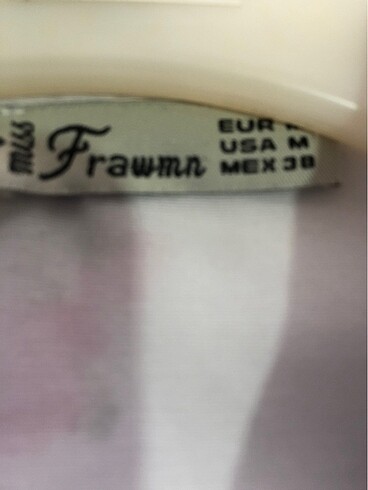 miss Frawmn
EUR
USA M
MEX 38